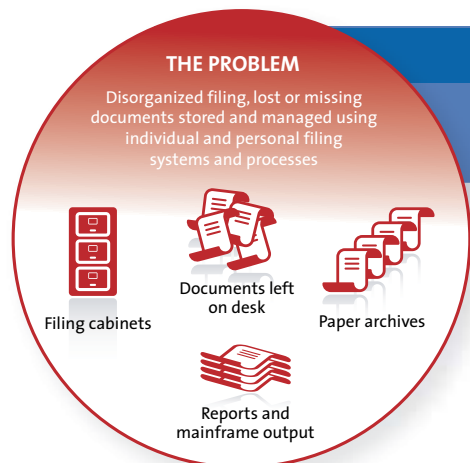 THE PROBLEM
Disorganized filing, lost or missing
documents stored and managed using
individual and personal filing
systems and processes
Filing cabinets
Documents left
on desk
Paper archives
Reports and
mainframe output